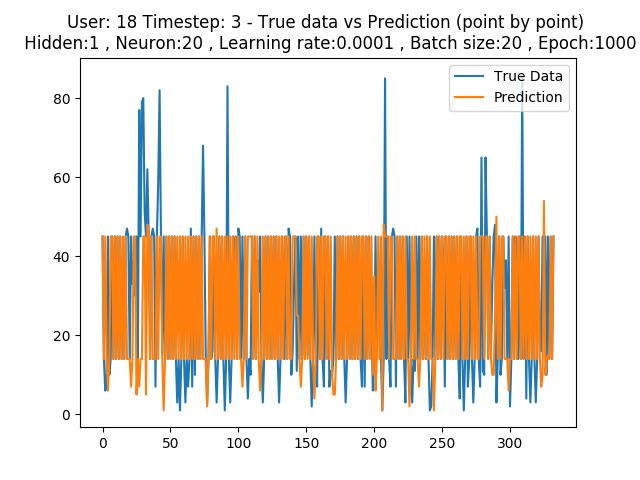 User: 18 Timestep: 3 - True data vs Prediction (point by point)
Hidden:1 , Neuron:20 , Learning rate:0.0001 , Batch size:20 , Epoch:1000
True Data
Prediction
80
60
40
20
0
0 50 100 150 200 250 300